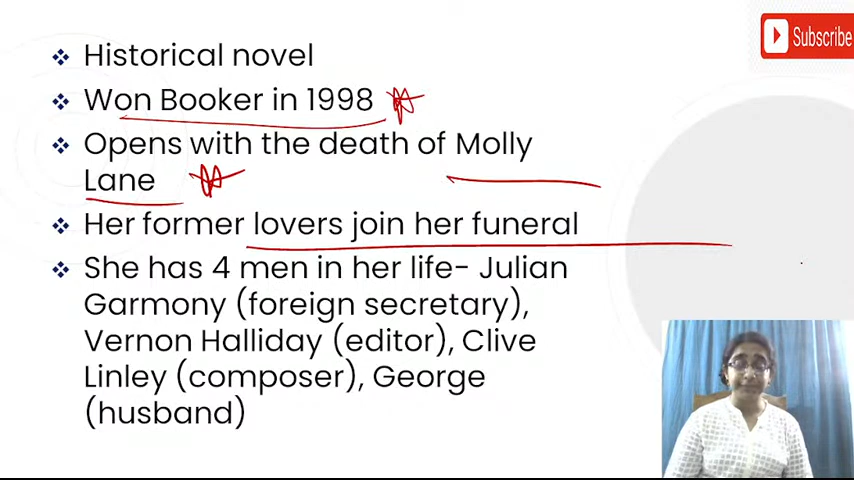 Subscribe
Historical novel
Won Booker in 1998
Opens with the death of Molly
Lane
Her former lovers join her funeral
She has 4 men in her life- Julian
Garmony (foreign secretary),
Vernon Halliday (editor), Clive
Linley (composer), George
(husband)